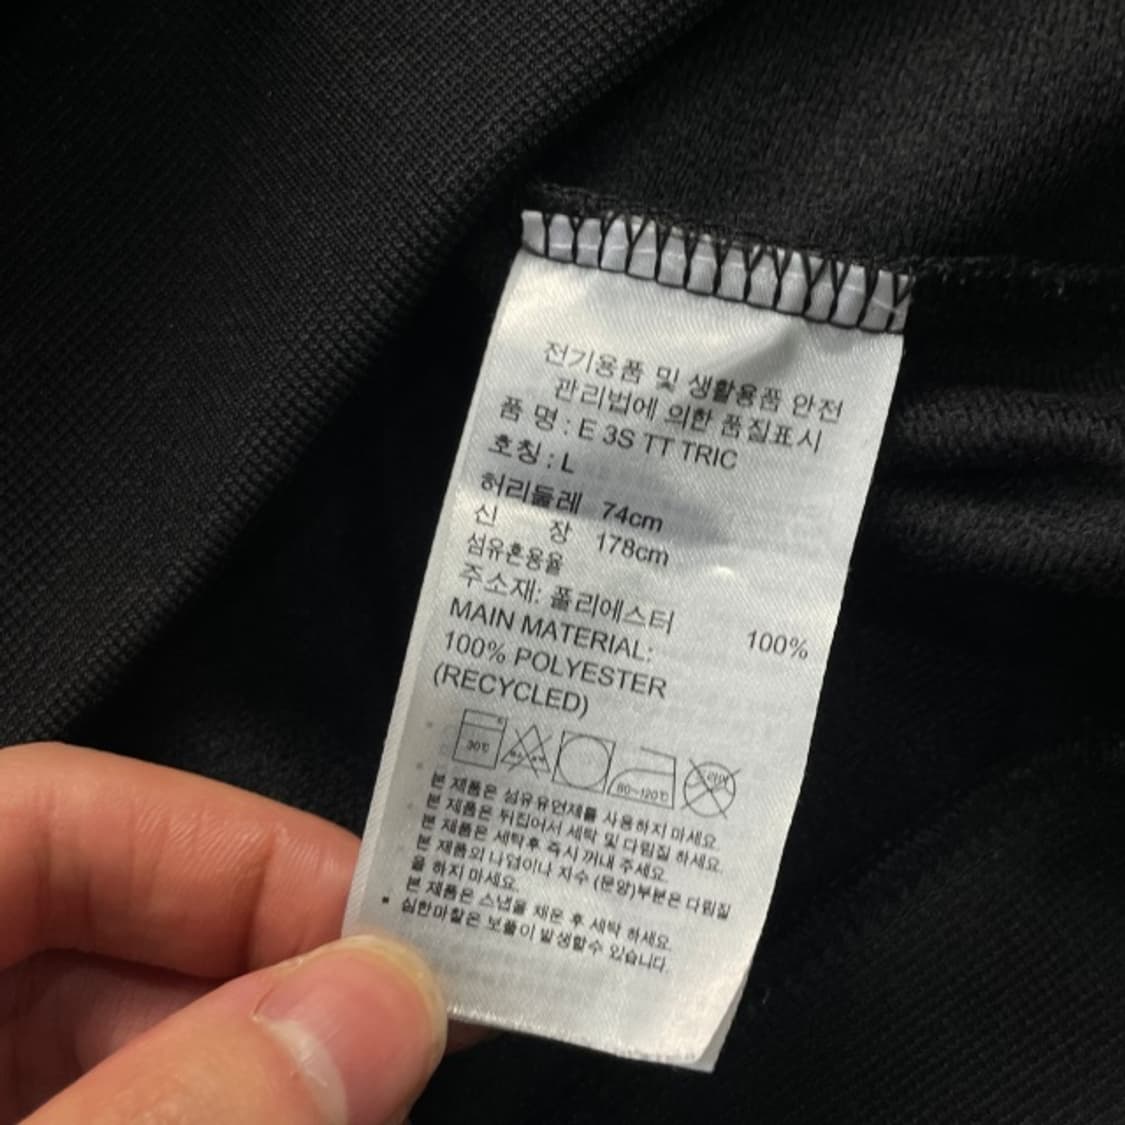 전기용품 및 생활용품 안전
관리법에 의한 품질표시
품 명 : E 3S TT TRIC
호칭 : L
허리둘레 74cm
신 장 178cm
섬유혼용율
주소재: 폴리에스터 100%
MAIN MATERIAL:
100% POLYESTER
(RECYCLED)
30℃ 80~120℃ 드라이
본 제품은 섬유유연제를 사용하지 마세요.
본 제품은 뒤집어서 세탁 및 다림질 하세요.
본 제품은 세탁후 즉시 꺼내 주세요.
본 제품의 나염이나 자수 (문양)부분은 다림질
을 하지 마세요.
본 제품은 스냅을 채운 후 세탁 하세요.
심한마찰은 보풀이 발생할수 있습니다.